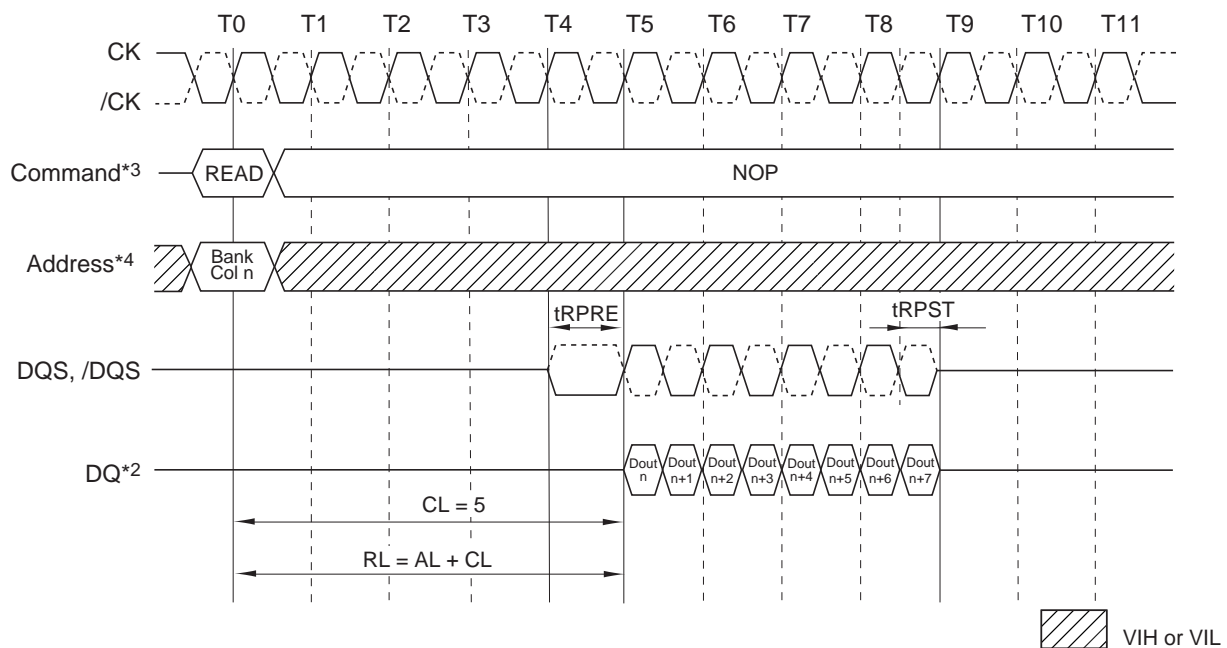 T0 T1 T2 T3 T4 T5 T6 T7 T8 T9 T10 T11
CK
/CK
Command*3 READ NOP
Address*4 Bank
Col n
tRPRE tRPST
DQS, /DQS
DQ*2 Dout Dout Dout Dout Dout Dout Dout Dout
n n+1 n+2 n+3 n+4 n+5 n+6 n+7
CL = 5
RL = AL + CL
VIH or VIL